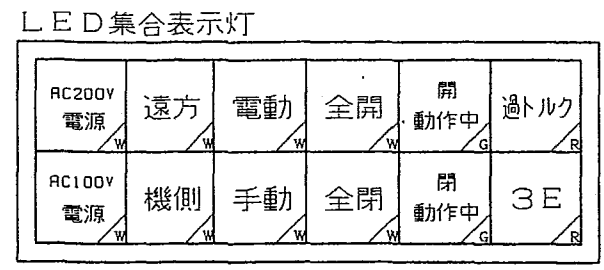 LED集合表示灯
AC200V
電源
W
遠方
W
電動
W
全開
W
開
動作中
G
過トルク
R
AC100V
電源
W
機側
W
手動
W
全閉
W
閉
動作中
G
3E
R